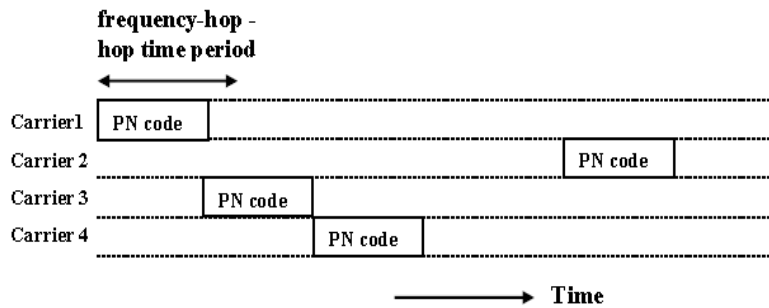 frequency-hop -
hop time period
Carrier1 PN code
Carrier 2 PN code
Carrier 3 PN code
Carrier 4 PN code
Time